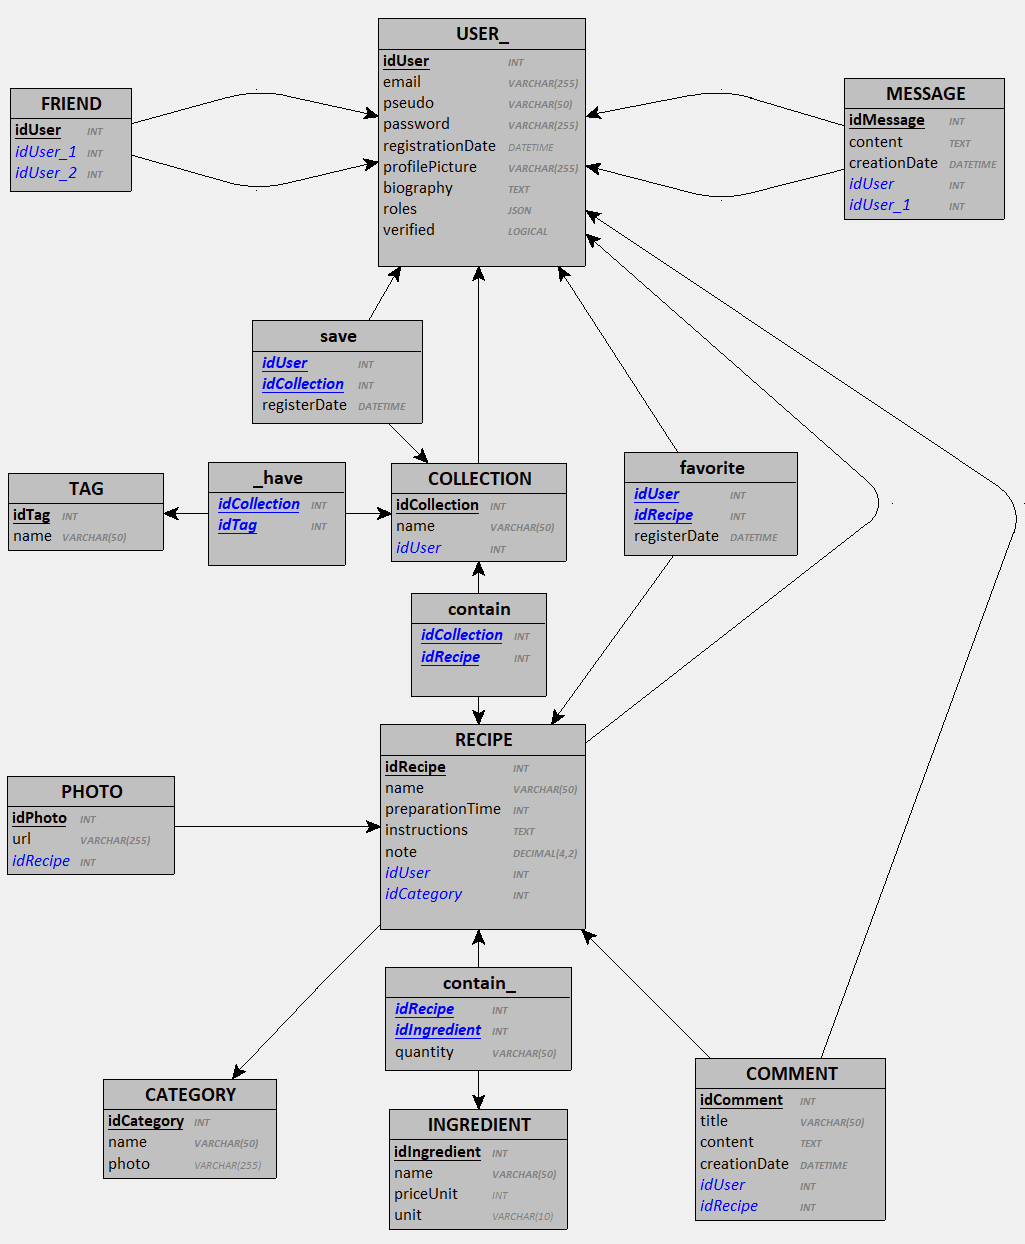 USER_
idUser INT
email VARCHAR(255)
pseudo VARCHAR(50)
password VARCHAR(255)
registrationDate DATETIME
profilePicture VARCHAR(255)
biography TEXT
roles JSON
verified LOGICAL
FRIEND
idUser INT
idUser_1 INT
idUser_2 INT
MESSAGE
idMessage INT
content TEXT
creationDate DATETIME
idUser INT
idUser_1 INT
save
idUser INT
idCollection INT
registerDate DATETIME
TAG
idTag INT
name VARCHAR(50)
_have
idCollection INT
idTag INT
COLLECTION
idCollection INT
name VARCHAR(50)
idUser INT
favorite
idUser INT
idRecipe INT
registerDate DATETIME
contain
idCollection INT
idRecipe INT
RECIPE
idRecipe INT
name VARCHAR(50)
preparationTime INT
instructions TEXT
note DECIMAL(4,2)
idUser INT
idCategory INT
PHOTO
idPhoto INT
url VARCHAR(255)
idRecipe INT
contain_
idRecipe INT
idIngredient INT
quantity VARCHAR(50)
CATEGORY
idCategory INT
name VARCHAR(50)
photo VARCHAR(255)
INGREDIENT
idIngredient INT
name VARCHAR(50)
priceUnit INT
unit VARCHAR(10)
COMMENT
idComment INT
title VARCHAR(50)
content TEXT
creationDate DATETIME
idUser INT
idRecipe INT